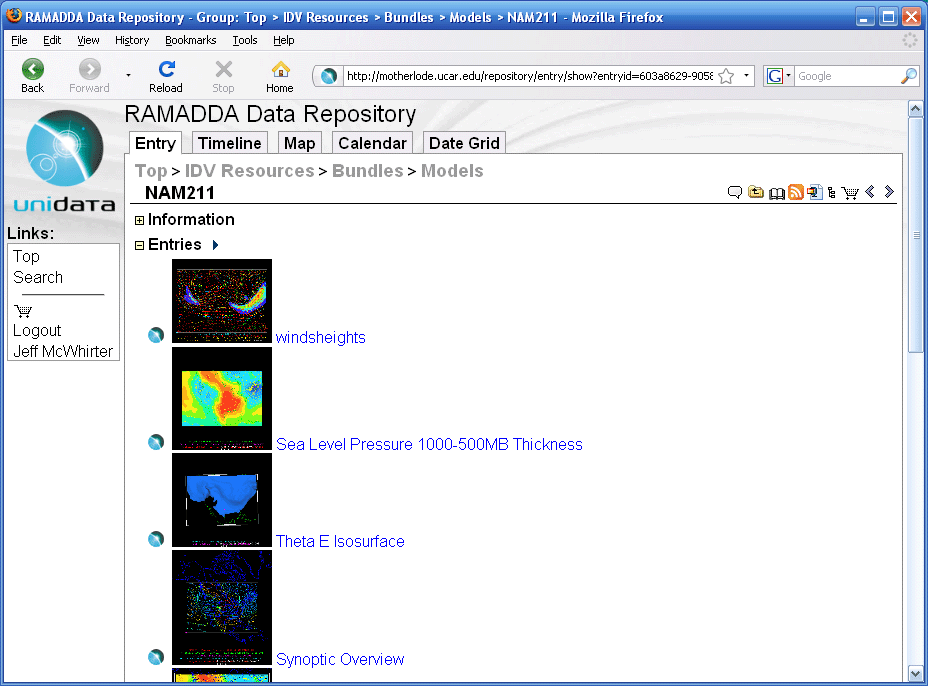 RAMADDA Data Repository - Group: Top > IDV Resources > Bundles > Models > NAM211 - Mozilla Firefox
File Edit View History Bookmarks Tools Help
http://motherlode.ucar.edu/repository/entry/show?entryid=603a8629-9058
G Google
Back Forward Reload Stop Home
RAMADDA Data Repository
Entry Timeline Map Calendar Date Grid
unidata
Links:
Top
Search
Logout
Jeff McWhirter
Top > IDV Resources > Bundles > Models
NAM211
Information
Entries
windsheights
Sea Level Pressure 1000-500MB Thickness
Theta E Isosurface
Synoptic Overview